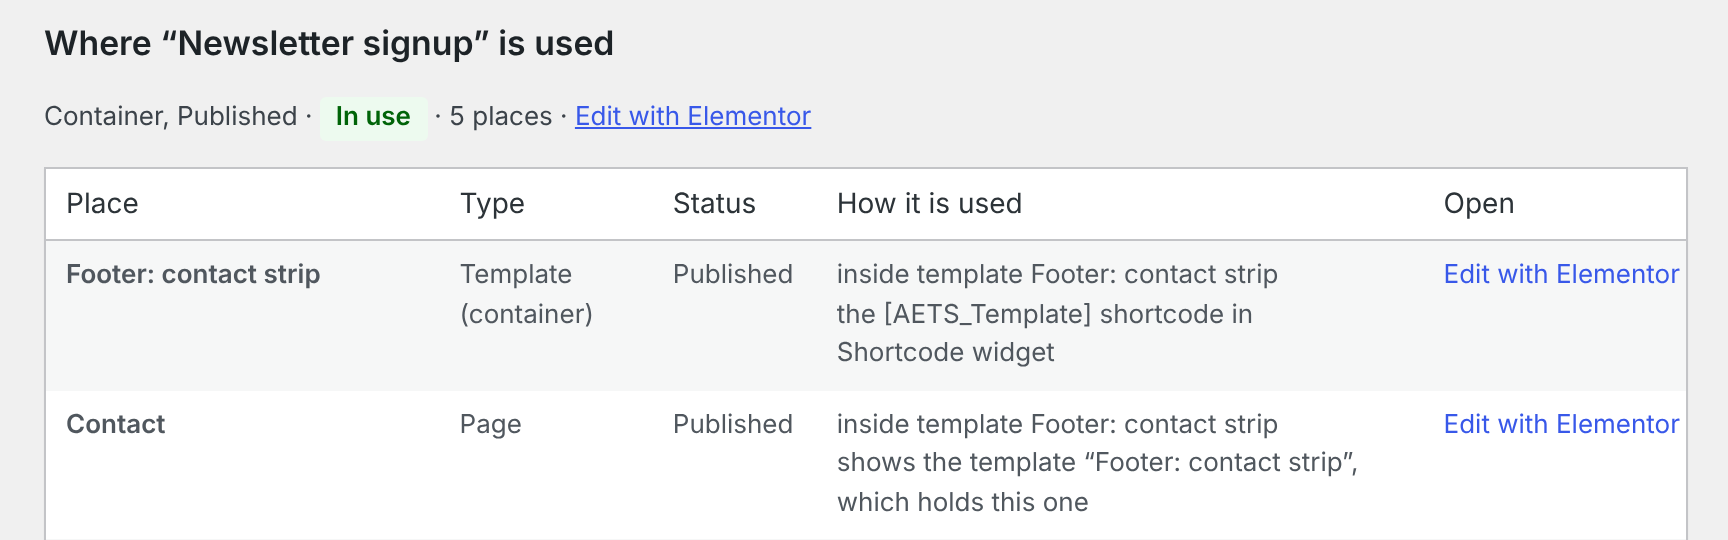 Where “Newsletter signup” is used
Container, Published · In use · 5 places · Edit with Elementor
Place Type Status How it is used Open
Footer: contact strip Template Published inside template Footer: contact strip Edit with Elementor
(container) the [AETS_Template] shortcode in
Shortcode widget
Contact Page Published inside template Footer: contact strip Edit with Elementor
shows the template “Footer: contact strip”,
which holds this one